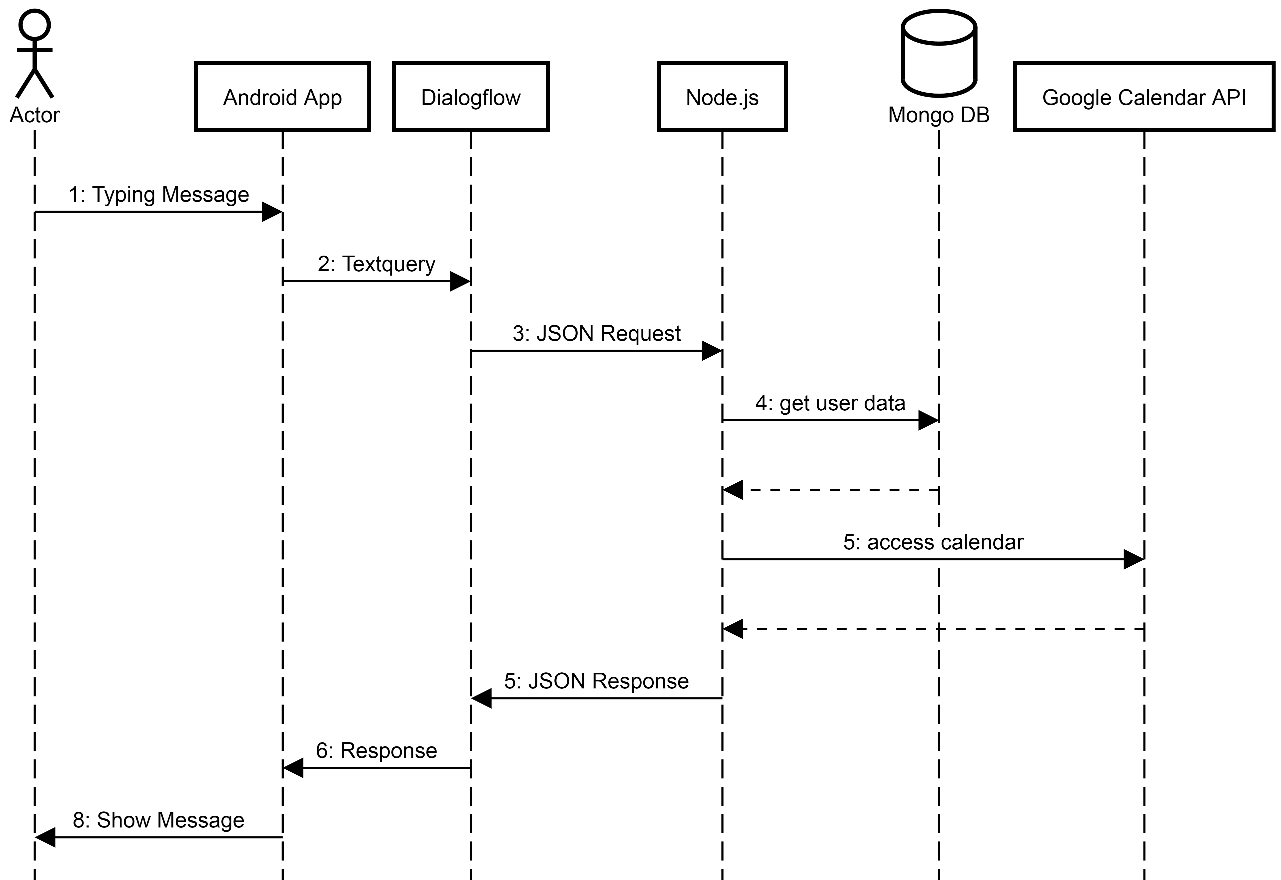 Actor
Android App
Dialogflow
Node.js
Mongo DB
Google Calendar API
1: Typing Message
2: Textquery
3: JSON Request
4: get user data
5: access calendar
5: JSON Response
6: Response
8: Show Message